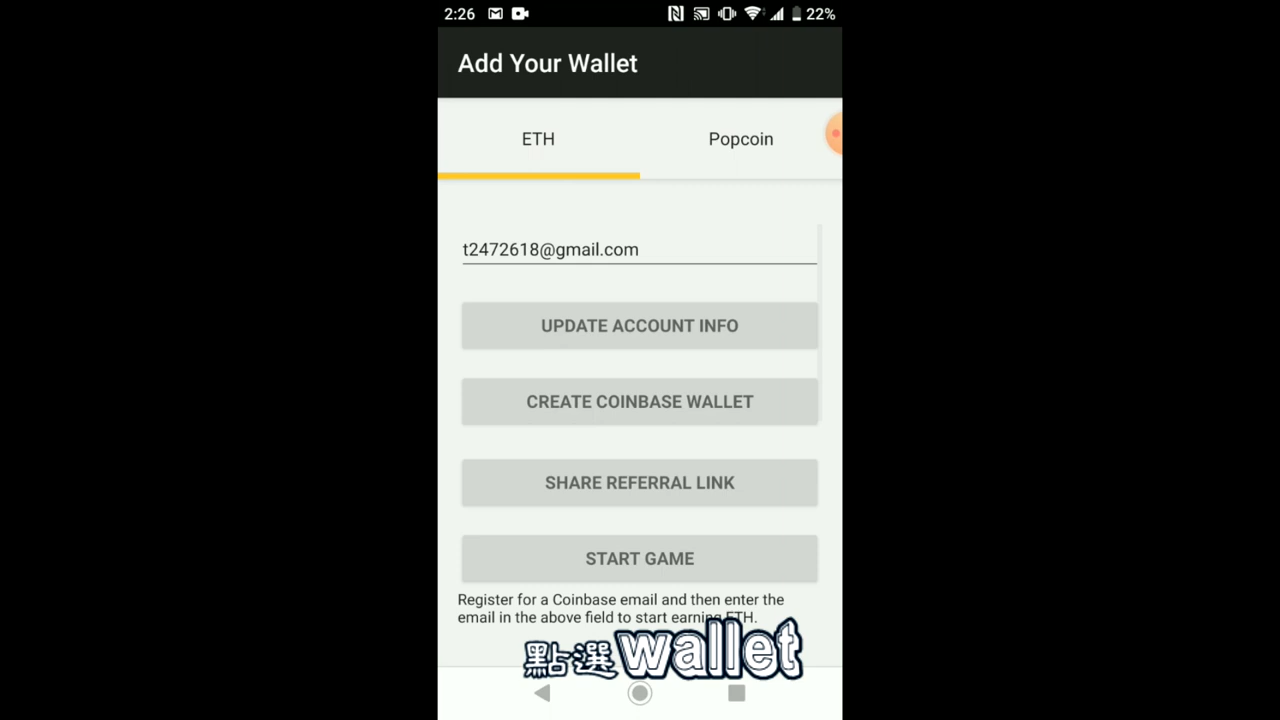 2:26
22%
Add Your Wallet
ETH
Popcoin
t2472618@gmail.com
UPDATE ACCOUNT INFO
CREATE COINBASE WALLET
SHARE REFERRAL LINK
START GAME
Register for a Coinbase email and then enter the
email in the above field to start earning ETH.
點選wallet